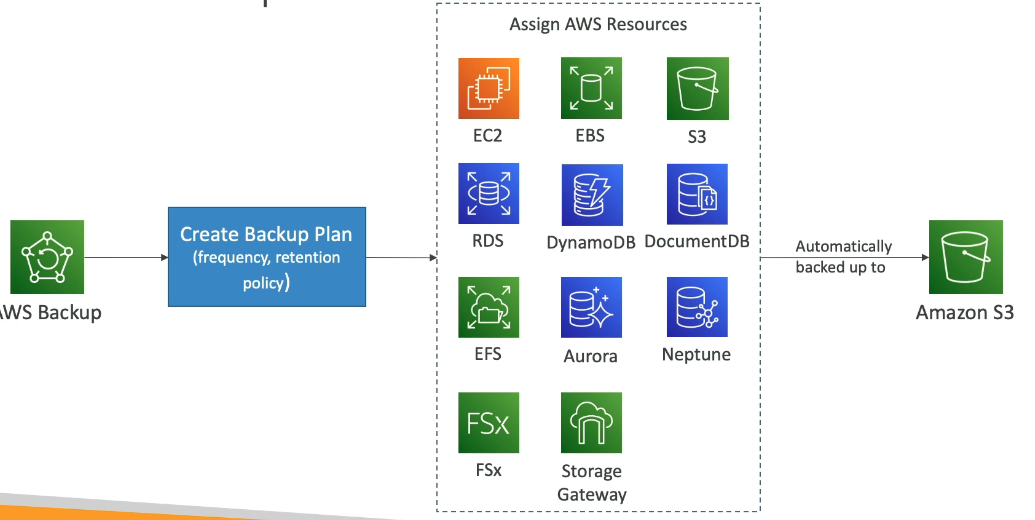 Assign AWS Resources
EC2
EBS
S3
RDS
DynamoDB
DocumentDB
Create Backup Plan
(frequency, retention
policy)
Automatically
backed up to
AWS Backup
Amazon S3
EFS
Aurora
Neptune
FSx
FSx
Storage
Gateway